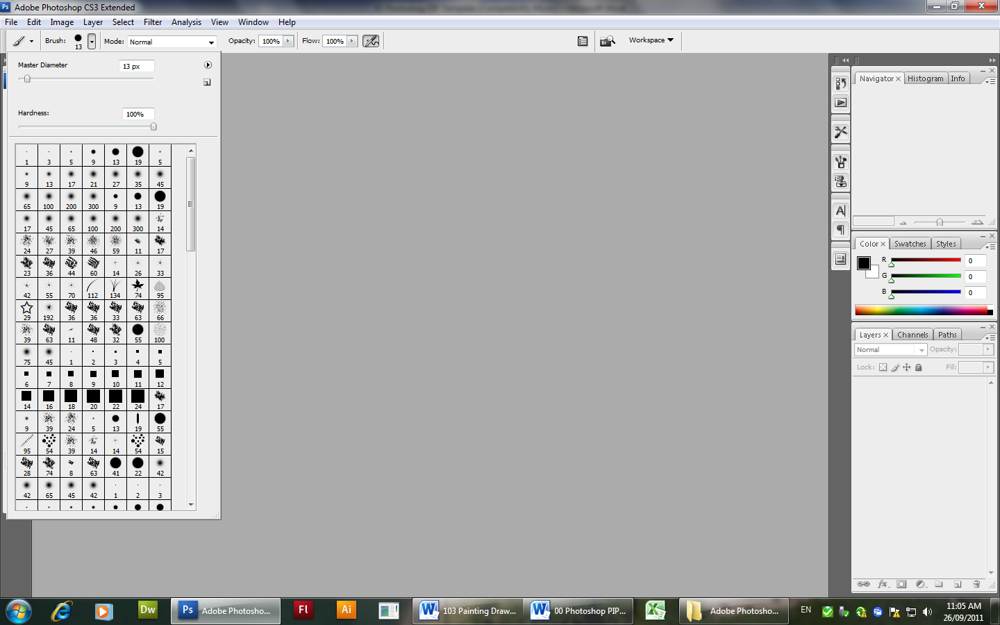 Adobe Photoshop CS3 Extended
File Edit Image Layer Select Filter Analysis View Window Help
Brush: 13 Mode: Normal Opacity: 100% Flow: 100% Br Workspace
Master Diameter 13 px
Hardness: 100%
1 3 5 9 13 19 5
9 13 17 21 27 35 45
65 100 200 300 9 13 19
17 45 65 100 200 300 14
24 27 39 46 59 11 17
23 36 44 60 14 26 33
42 55 70 112 134 74 95
29 192 36 36 33 63 66
39 63 11 48 32 55 100
75 45 1 2 3 4 5
6 7 8 9 10 11 12
14 16 18 20 22 24 17
9 39 24 5 13 19 55
95 54 39 14 14 54 15
28 74 8 63 41 22 42
42 65 45 42 1 2 3
Navigator Histogram Info
Color Swatches Styles
R 0
G 0
B 0
Layers Channels Paths
Normal Opacity:
Lock: Fill:
Dw Ps Adobe Photosho... Fl Ai 103 Painting Draw... 00 Photoshop PIP... Adobe Photosho... EN 11:05 AM
26/09/2011